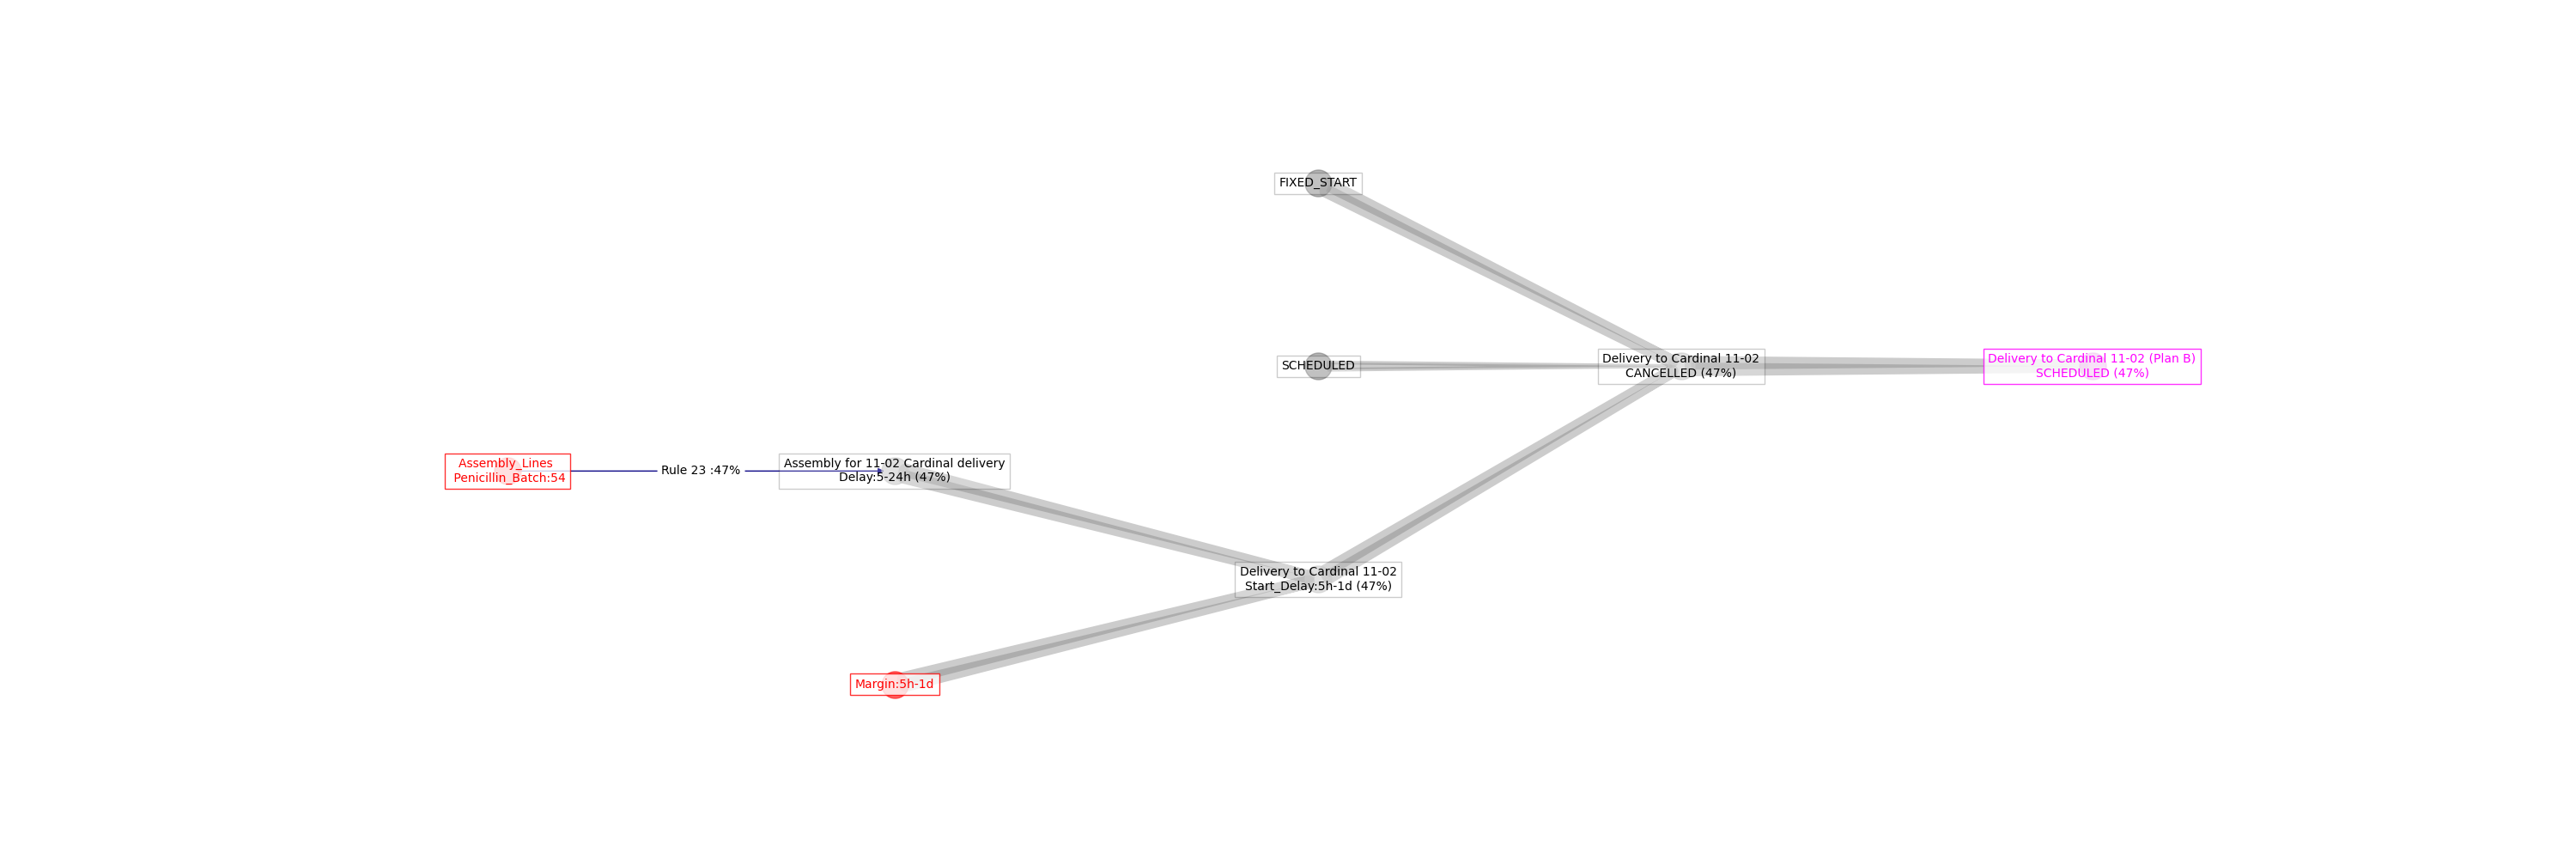 FIXED_START
SCHEDULED
Delivery to Cardinal 11-02
CANCELLED (47%)
Delivery to Cardinal 11-02 (Plan B)
SCHEDULED (47%)
Assembly_Lines
Penicillin_Batch:54
Rule 23 :47%
Assembly for 11-02 Cardinal delivery
Delay:5-24h (47%)
Delivery to Cardinal 11-02
Start_Delay:5h-1d (47%)
Margin:5h-1d